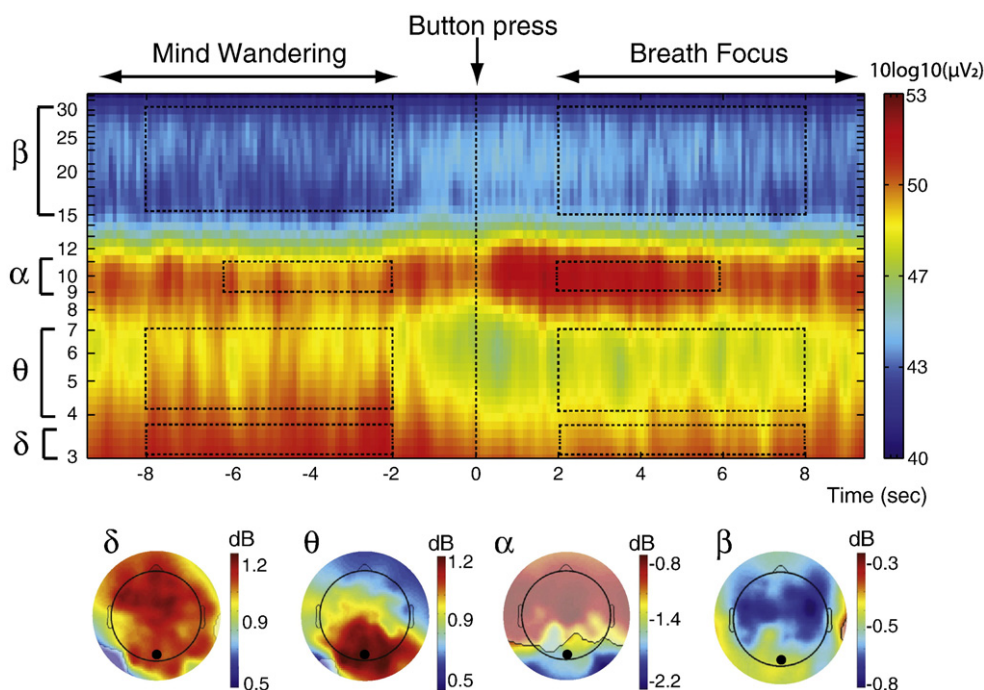 Button press
Mind Wandering
Breath Focus
10log10(μV₂)
β
α
θ
δ
30
25
20
15
12
10
9
8
7
6
5
4
3
-8
-6
-4
-2
0
2
4
6
8
Time (sec)
53
50
47
43
40
δ
dB
1.2
0.9
0.5
θ
dB
1.2
0.9
0.5
α
dB
-0.8
-1.4
-2.2
β
dB
-0.3
-0.5
-0.8